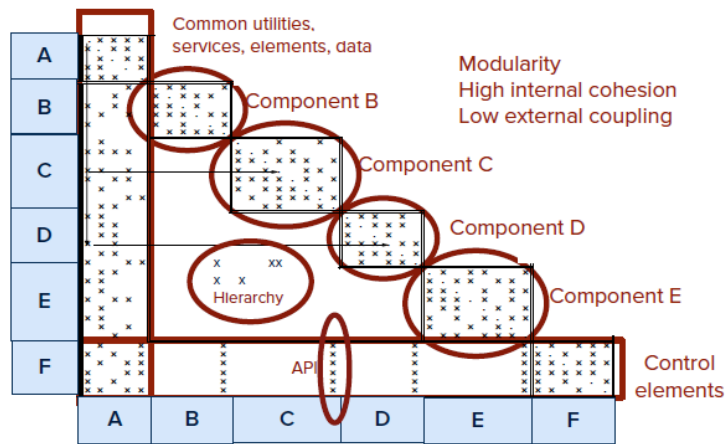 Common utilities,
services, elements, data
Modularity
High internal cohesion
Low external coupling
A
B
C
D
E
F
Component B
Component C
Component D
Component E
x xx
x x
HIerarchy
API
Control
elements
A B C D E F